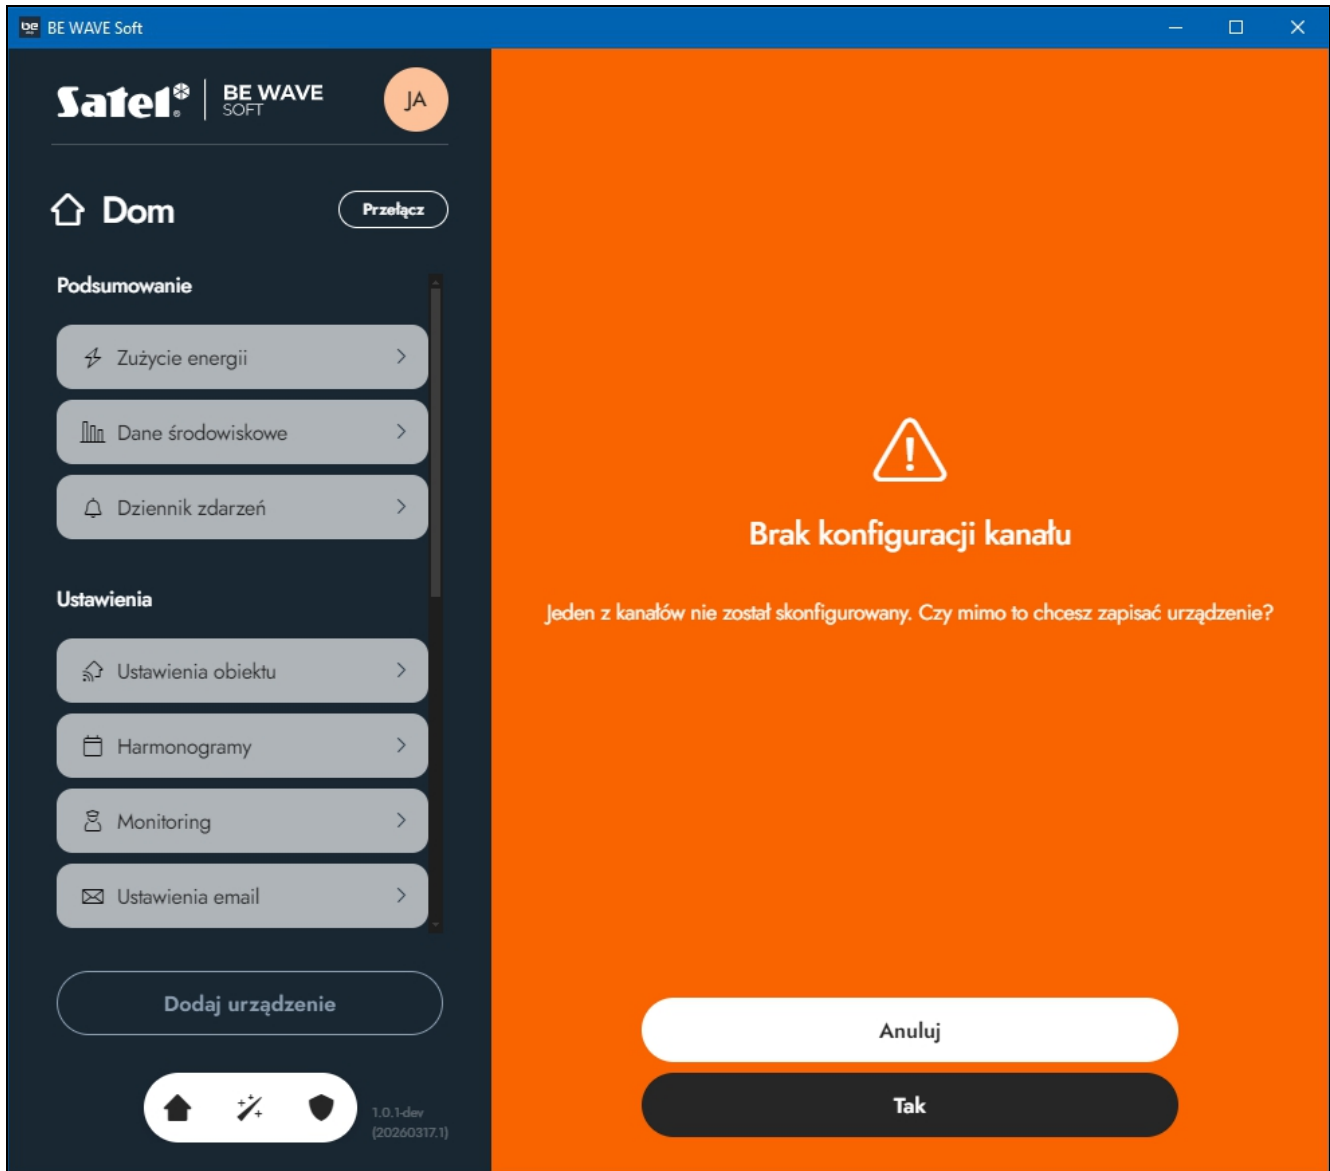 be
BE WAVE Soft
Satel®
BE WAVE
SOFT
JA
Dom
Przełącz
Podsumowanie
Zużycie energii
Dane środowiskowe
Dziennik zdarzeń
Ustawienia
Ustawienia obiektu
Harmonogramy
Monitoring
Ustawienia email
Dodaj urządzenie
1.0.1-dev
(20260317.1)
Brak konfiguracji kanału
Jeden z kanałów nie został skonfigurowany. Czy mimo to chcesz zapisać urządzenie?
Anuluj
Tak